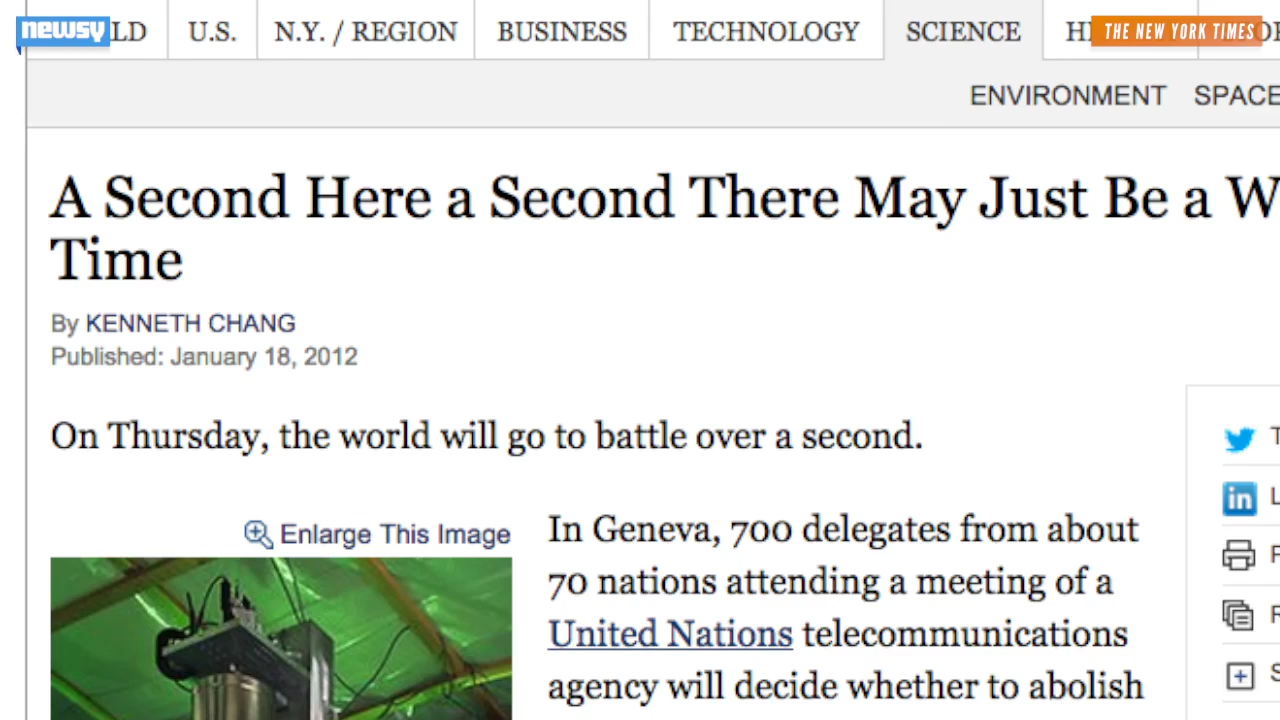 newsy
THE NEW YORK TIMES
U.S.
N.Y. / REGION
BUSINESS
TECHNOLOGY
SCIENCE
ENVIRONMENT
SPACE
A Second Here a Second There May Just Be a
Time
By KENNETH CHANG
Published: January 18, 2012
On Thursday, the world will go to battle over a second.
Enlarge This Image
In Geneva, 700 delegates from about
70 nations attending a meeting of a
United Nations telecommunications
agency will decide whether to abolish
in